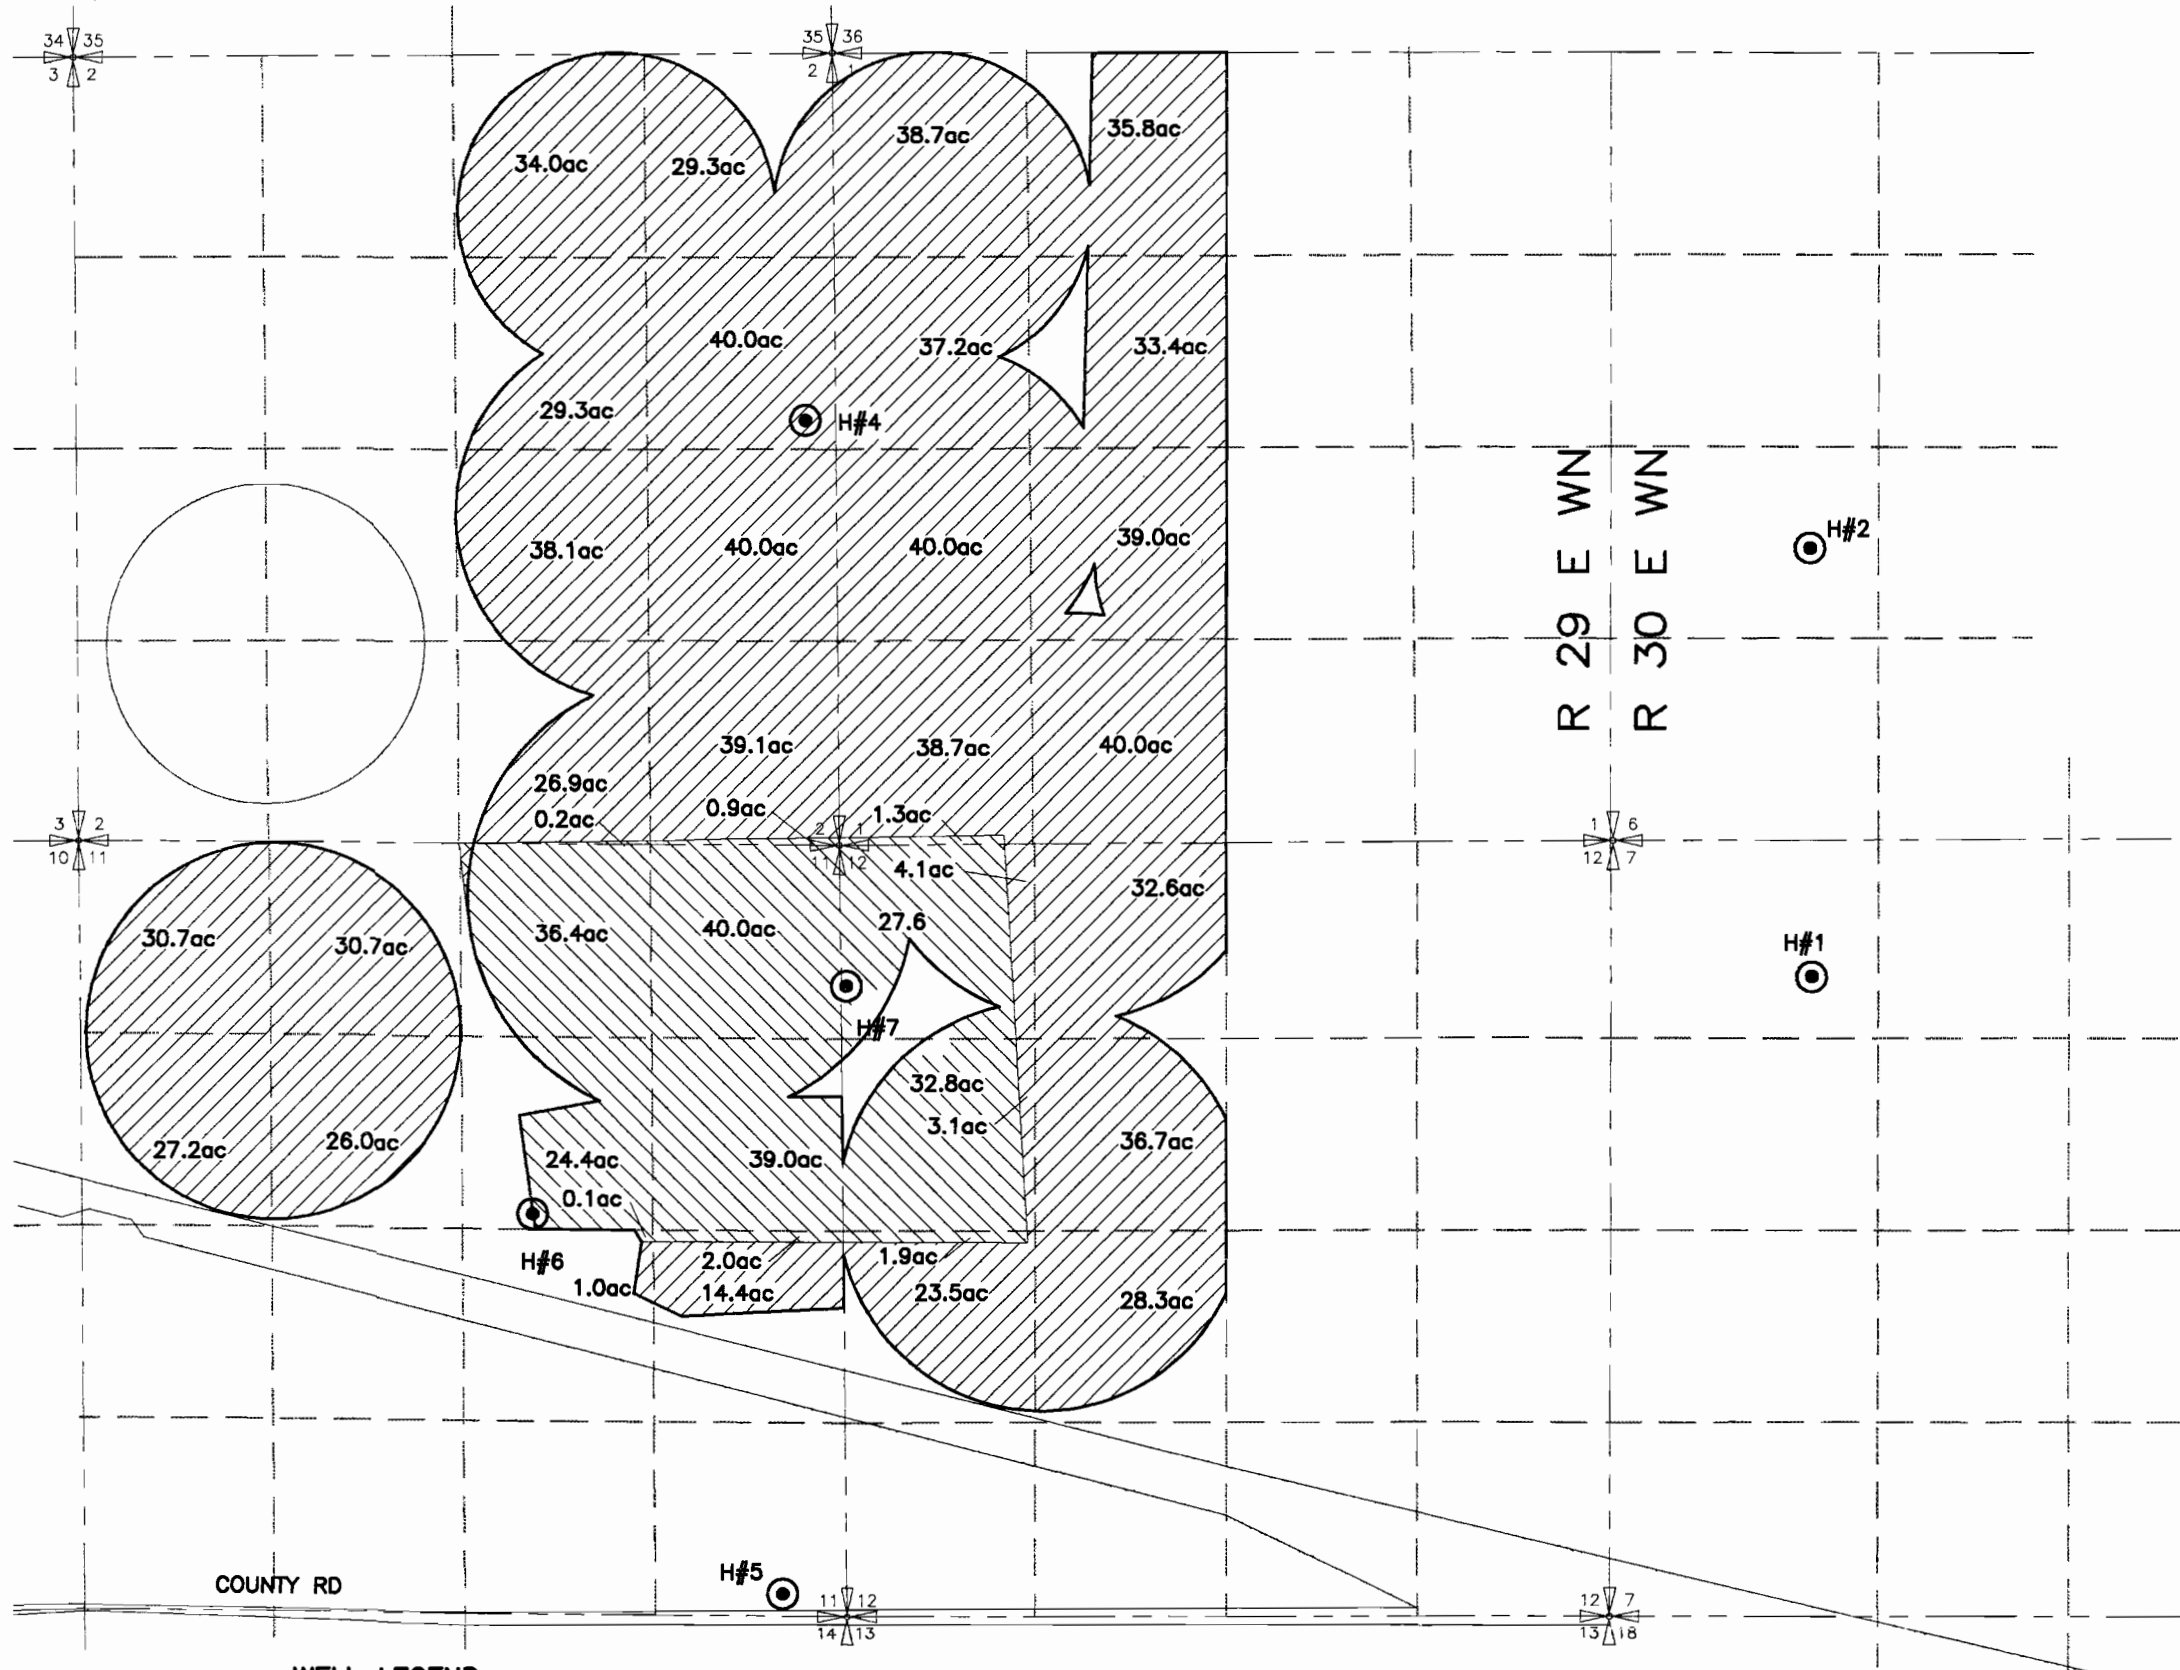 34 35
3 2
35 36
2 1
38.7ac
35.8ac
34.0ac
29.3ac
40.0ac
37.2ac
33.4ac
29.3ac
H#4
R 29 E WN
R 30 E WN
H#2
38.1ac
40.0ac
40.0ac
39.0ac
39.1ac
38.7ac
40.0ac
26.9ac
0.2ac
0.9ac
1.3ac
3 2
10 11
2 1
11 12
1 6
12 7
4.1ac
32.6ac
30.7ac
30.7ac
36.4ac
40.0ac
27.6
H#1
H#7
32.8ac
3.1ac
36.7ac
27.2ac
26.0ac
24.4ac
39.0ac
0.1ac
H#6
2.0ac
1.9ac
1.0ac
14.4ac
23.5ac
28.3ac
COUNTY RD
H#5
11 12
14 13
12 7
13 18
WELL LEGEND